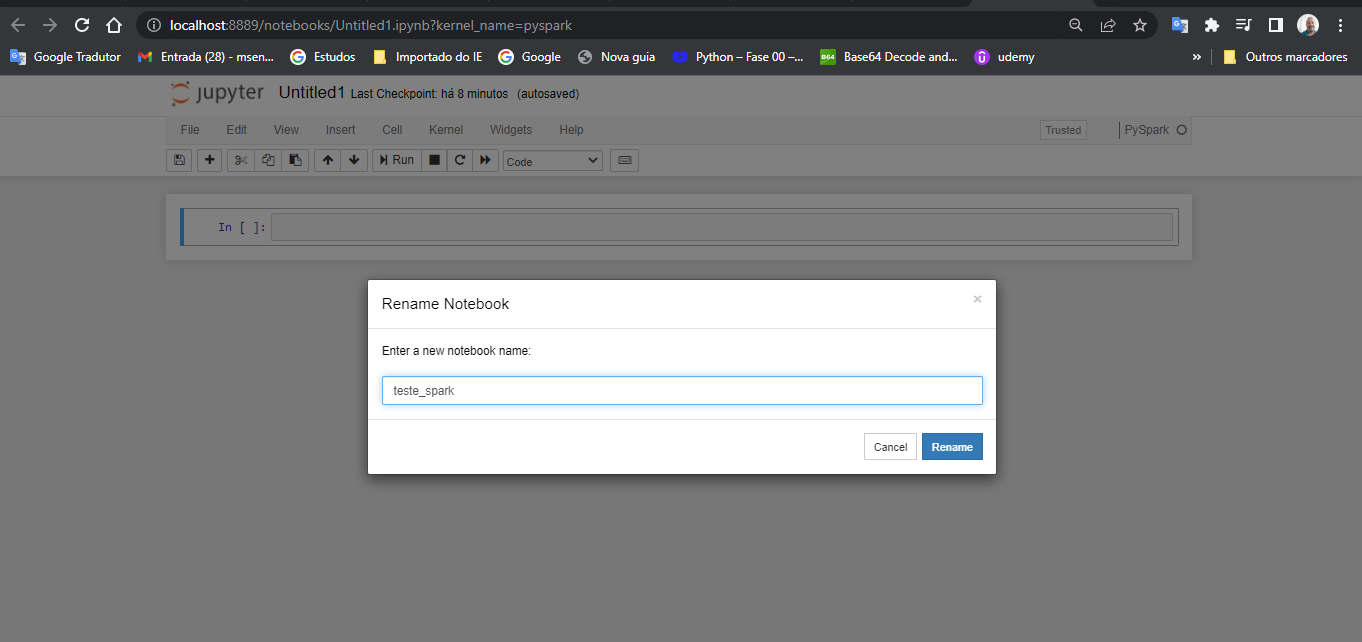 localhost:8889/notebooks/Untitled1.ipynb?kernel_name=pyspark
Google Tradutor Entrada (28) - msen... Estudos Importado do IE Google Nova guia Python – Fase 00 –... B64 Base64 Decode and... udemy » Outros marcadores
jupyter Untitled1 Last Checkpoint: há 8 minutos (autosaved)
File Edit View Insert Cell Kernel Widgets Help Trusted PySpark
Run Code
In [ ]:
Rename Notebook ×
Enter a new notebook name:
teste_spark
Cancel Rename